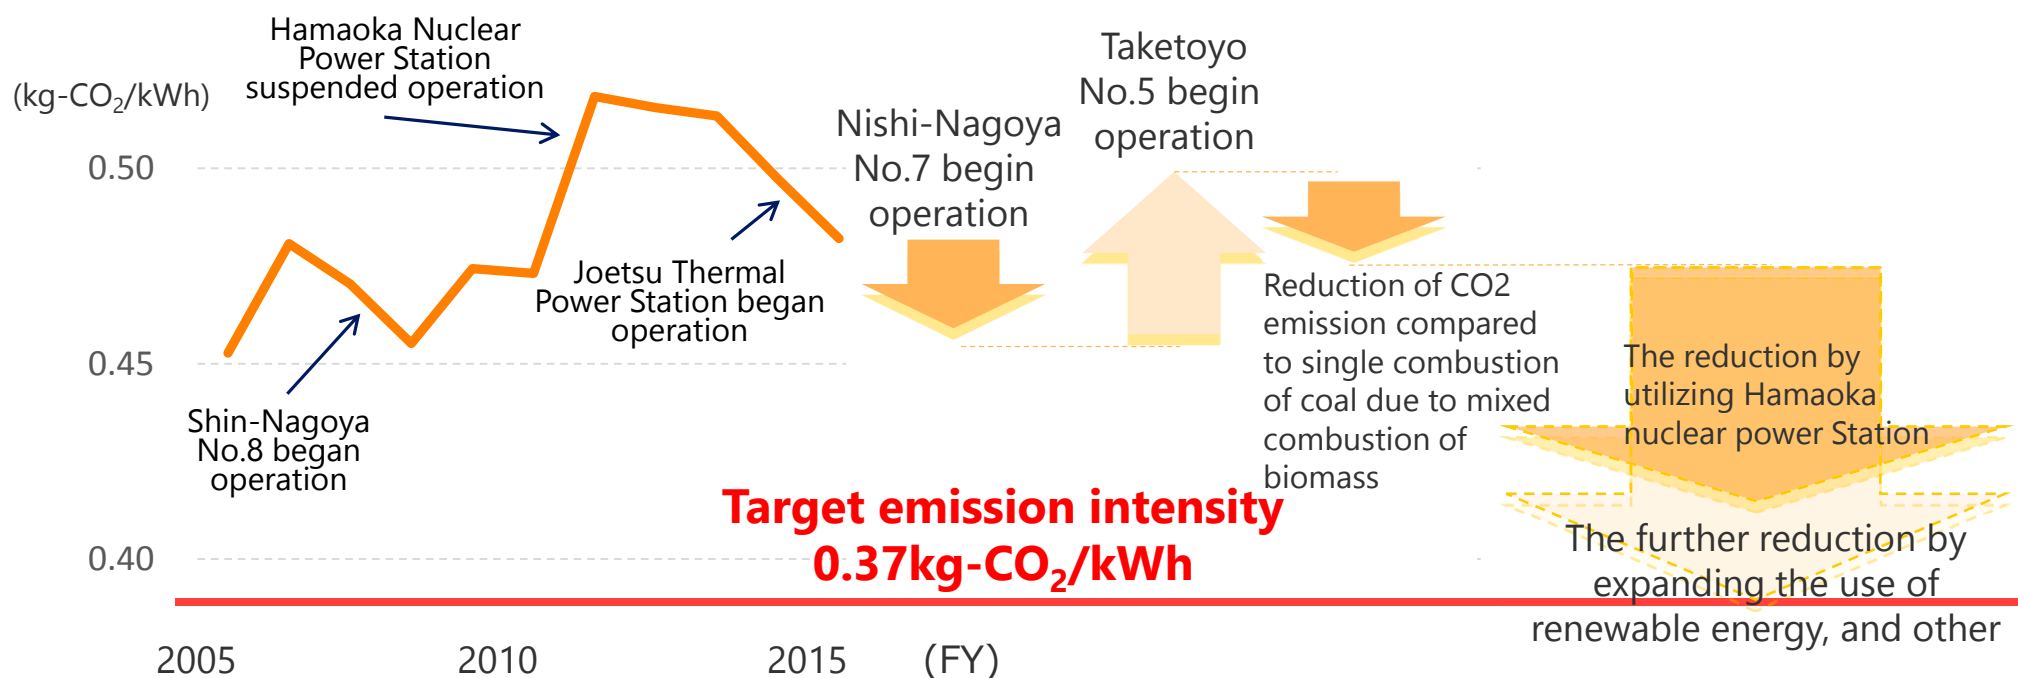 Hamaoka Nuclear
Power Station
suspended operation
(kg-CO₂/kWh)
0.50
0.45
0.40
Shin-Nagoya
No.8 began
operation
Joetsu Thermal
Power Station began
operation
Nishi-Nagoya
No.7 begin
operation
Taketoyo
No.5 begin
operation
Reduction of CO2
emission compared
to single combustion
of coal due to mixed
combustion of
biomass
The reduction by
utilizing Hamaoka
nuclear power Station
Target emission intensity
0.37kg-CO₂/kWh
The further reduction by
expanding the use of
renewable energy, and other
2005
2010
2015
(FY)